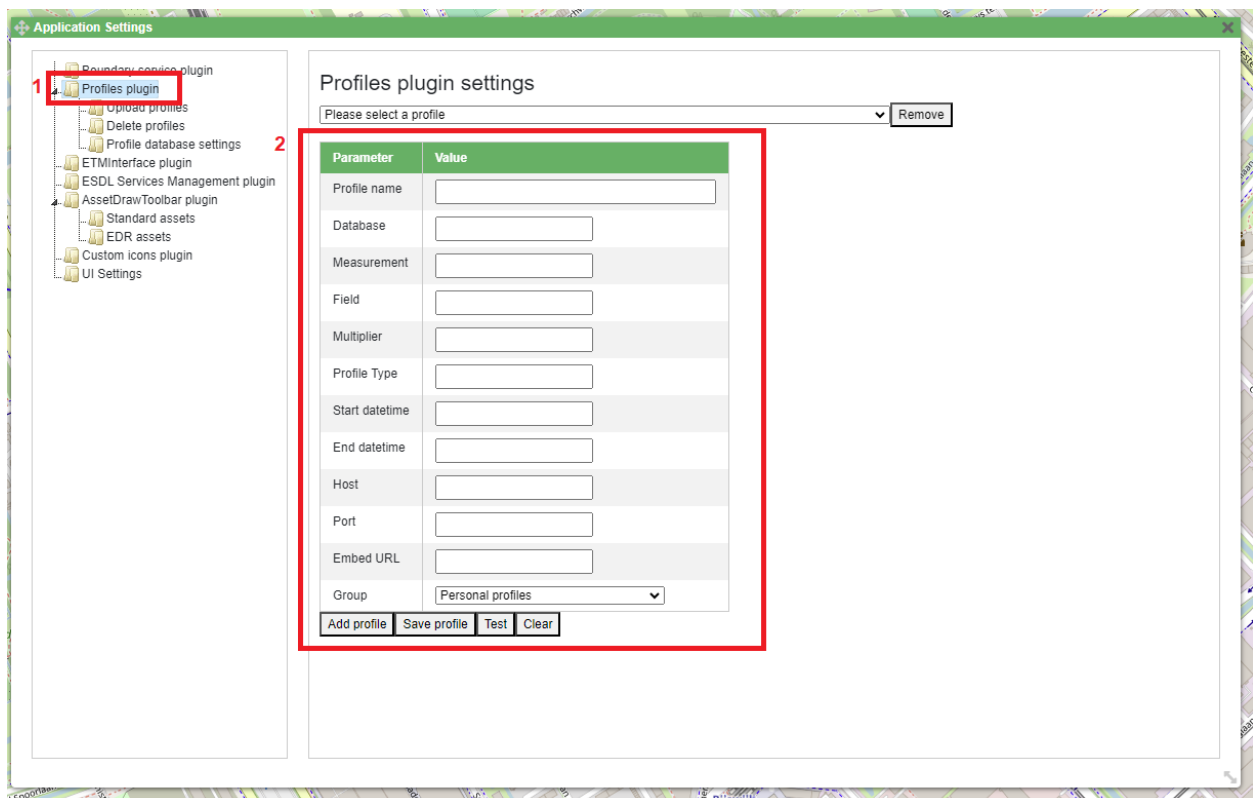 Application Settings
Boundary service plugin
1
Profiles plugin
Upload profiles
Delete profiles
Profile database settings
ETMInterface plugin
ESDL Services Management plugin
AssetDrawToolbar plugin
Standard assets
EDR assets
Custom icons plugin
UI Settings
Profiles plugin settings
Please select a profile
Remove
2
Parameter Value
Profile name
Database
Measurement
Field
Multiplier
Profile Type
Start datetime
End datetime
Host
Port
Embed URL
Group Personal profiles
Add profile Save profile Test Clear